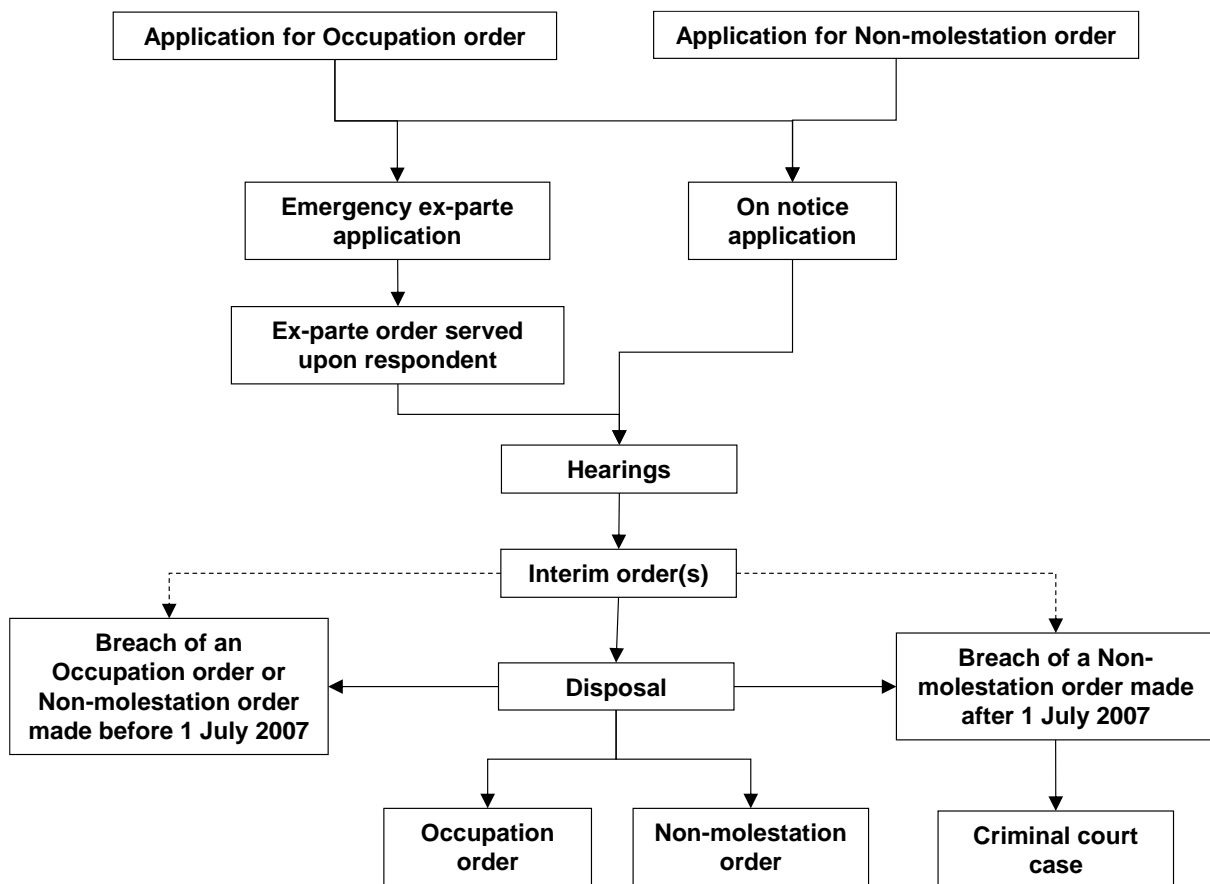 Application for Occupation order
Application for Non-molestation order
Emergency ex-parte
application
On notice
application
Ex-parte order served
upon respondent
Hearings
Interim order(s)
Breach of an
Occupation order or
Non-molestation order
made before 1 July 2007
Disposal
Breach of a Non-
molestation order made
after 1 July 2007
Occupation
order
Non-molestation
order
Criminal court
case